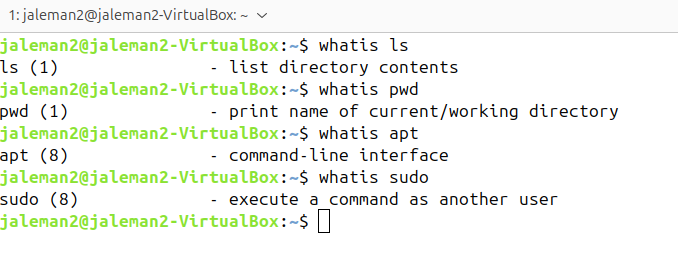 1: jaleman2@jaleman2-VirtualBox: ~
jaleman2@jaleman2-VirtualBox:~$ whatis ls
ls (1)               - list directory contents
jaleman2@jaleman2-VirtualBox:~$ whatis pwd
pwd (1)              - print name of current/working directory
jaleman2@jaleman2-VirtualBox:~$ whatis apt
apt (8)              - command-line interface
jaleman2@jaleman2-VirtualBox:~$ whatis sudo
sudo (8)             - execute a command as another user
jaleman2@jaleman2-VirtualBox:~$